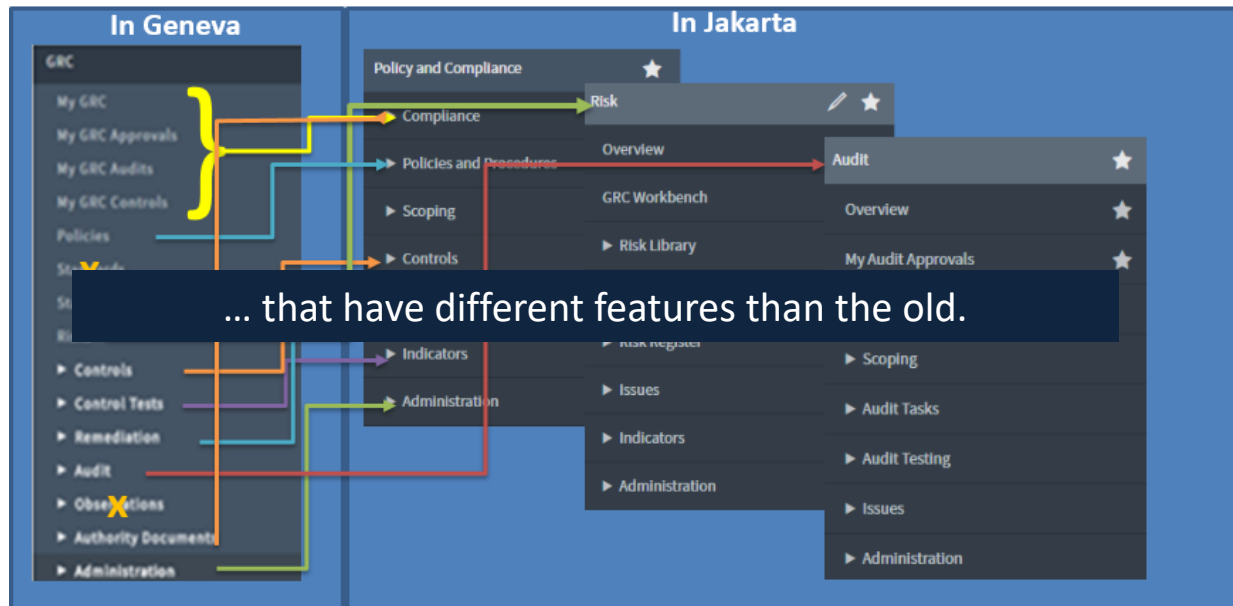 In Geneva
GRC
My GRC
My GRC Approvals
My GRC Audits
My GRC Controls
Policies
Controls
Control Tests
Remediation
Audit
Authority Documents
Administration
In Jakarta
Policy and Compliance
Compliance
Policies and Procedures
Scoping
Controls
Indicators
Administration
Risk
Overview
GRC Workbench
Risk Library
Risk Register
Issues
Indicators
Administration
Audit
Overview
My Audit Approvals
Scoping
Audit Tasks
Audit Testing
Issues
Administration
... that have different features than the old.